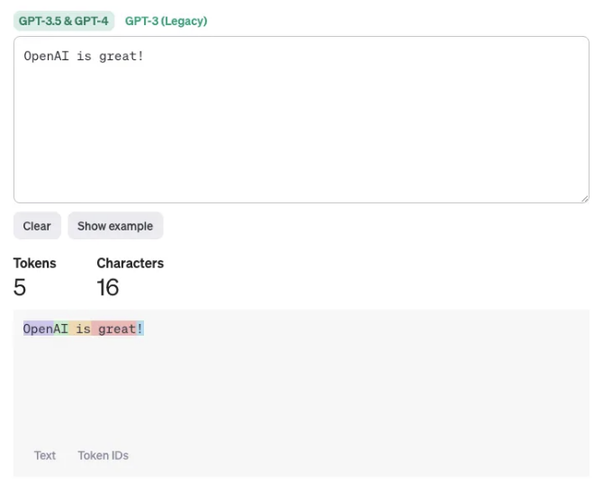 GPT-3.5 & GPT-4 GPT-3 (Legacy)
OpenAI is great!
Clear Show example
Tokens Characters
5 16
OpenAI is great!
Text Token IDs